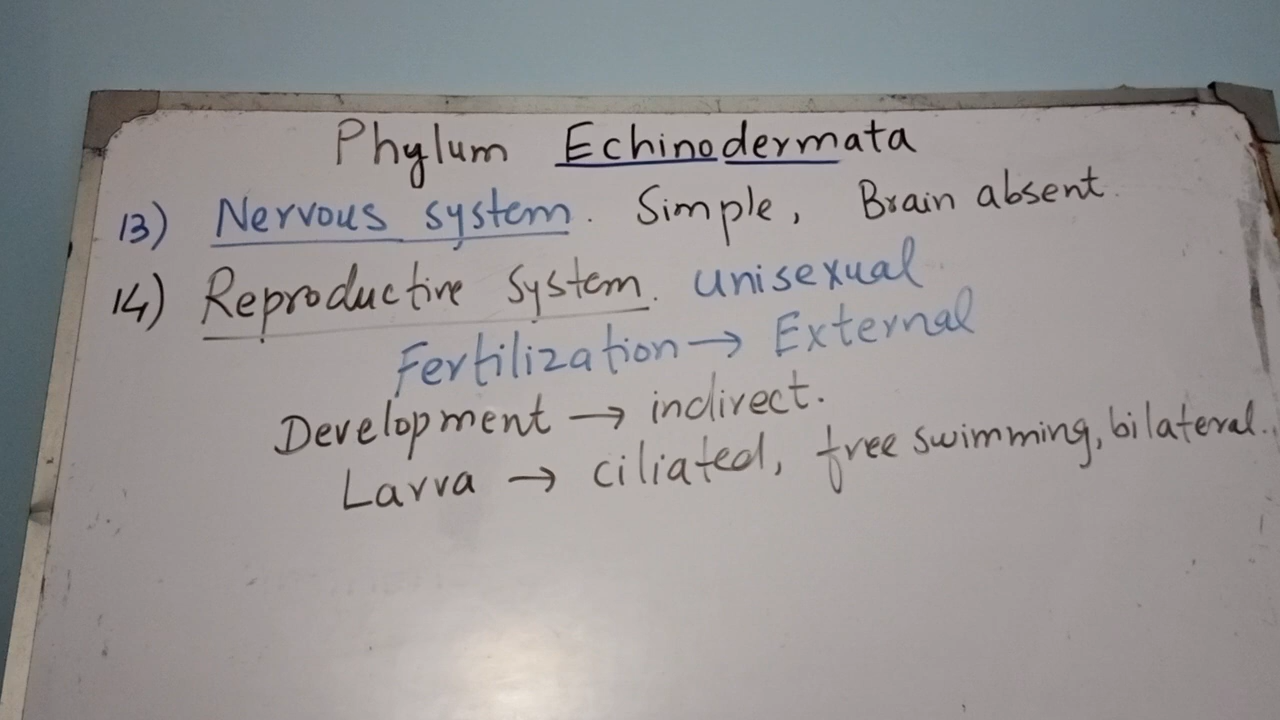 Phylum Echinodermata
13) Nervous system. Simple, Brain absent.
14) Reproductive System. unisexual
Fertilization → External
Development → indirect.
Larva → ciliated, free swimming, bilateral.